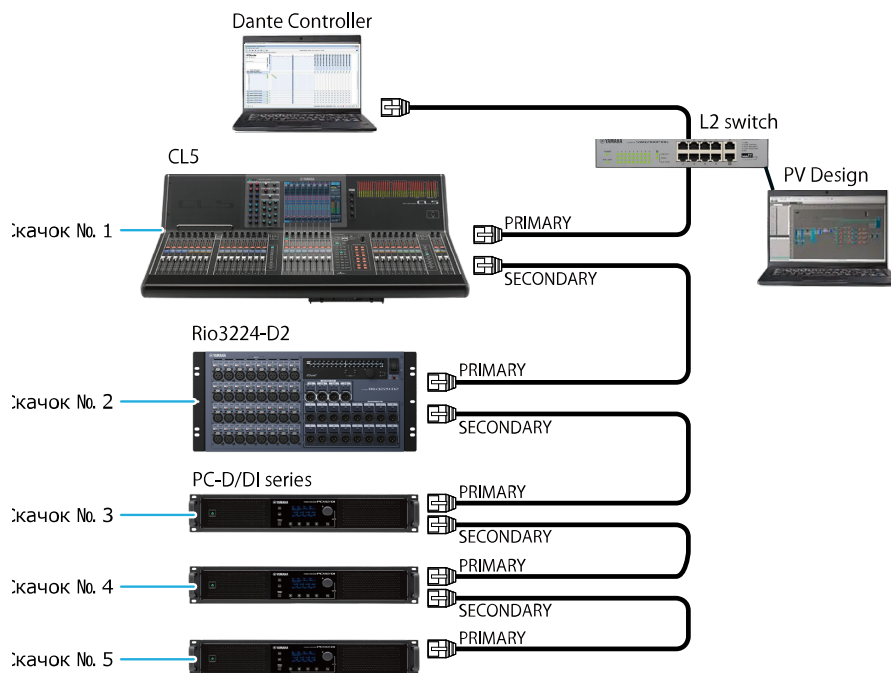 Dante Controller
L2 switch
CL5
PV Design
PRIMARY
качок № 1
SECONDARY
Rio3224-D2
PRIMARY
качок № 2
SECONDARY
PC-D/DI series
PRIMARY
качок № 3
SECONDARY
PRIMARY
качок № 4
SECONDARY
PRIMARY
качок № 5